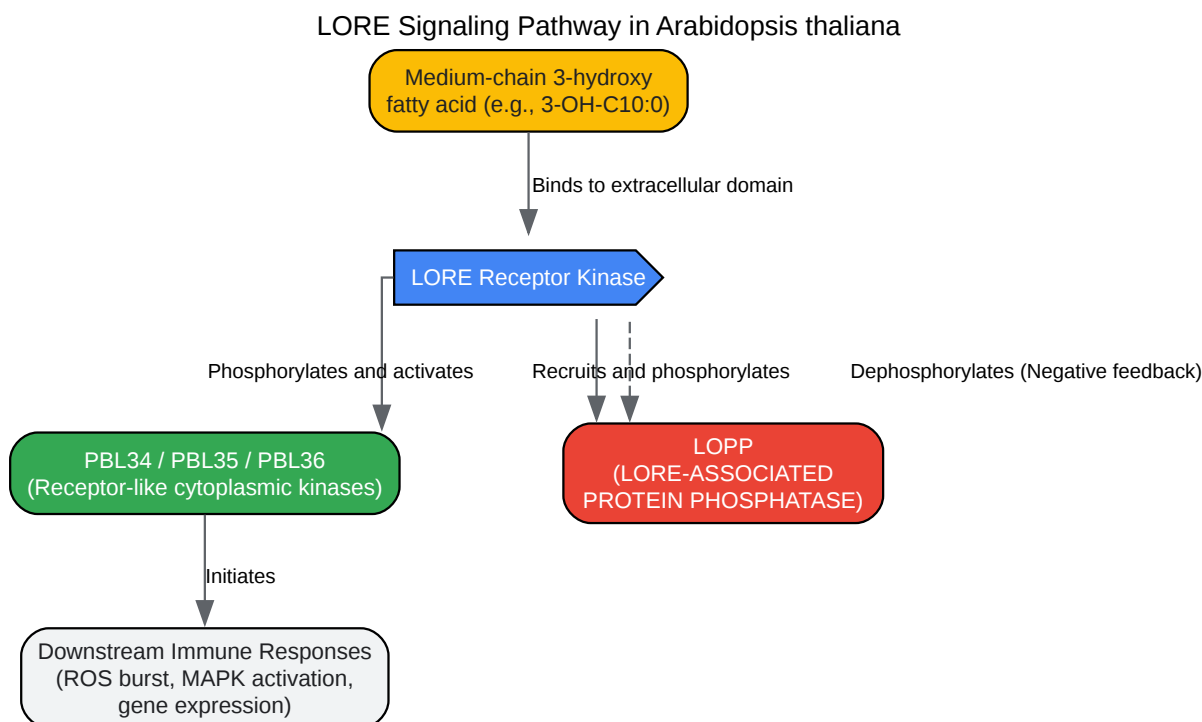 LORE Signaling Pathway in Arabidopsis thaliana
Medium-chain 3-hydroxy
fatty acid (e.g., 3-OH-C10:0)
Binds to extracellular domain
LORE Receptor Kinase
Phosphorylates and activates
Recruits and phosphorylates
Dephosphorylates (Negative feedback)
PBL34 / PBL35 / PBL36
(Receptor-like cytoplasmic kinases)
LOPP
(LORE-ASSOCIATED
PROTEIN PHOSPHATASE)
Initiates
Downstream Immune Responses
(ROS burst, MAPK activation,
gene expression)